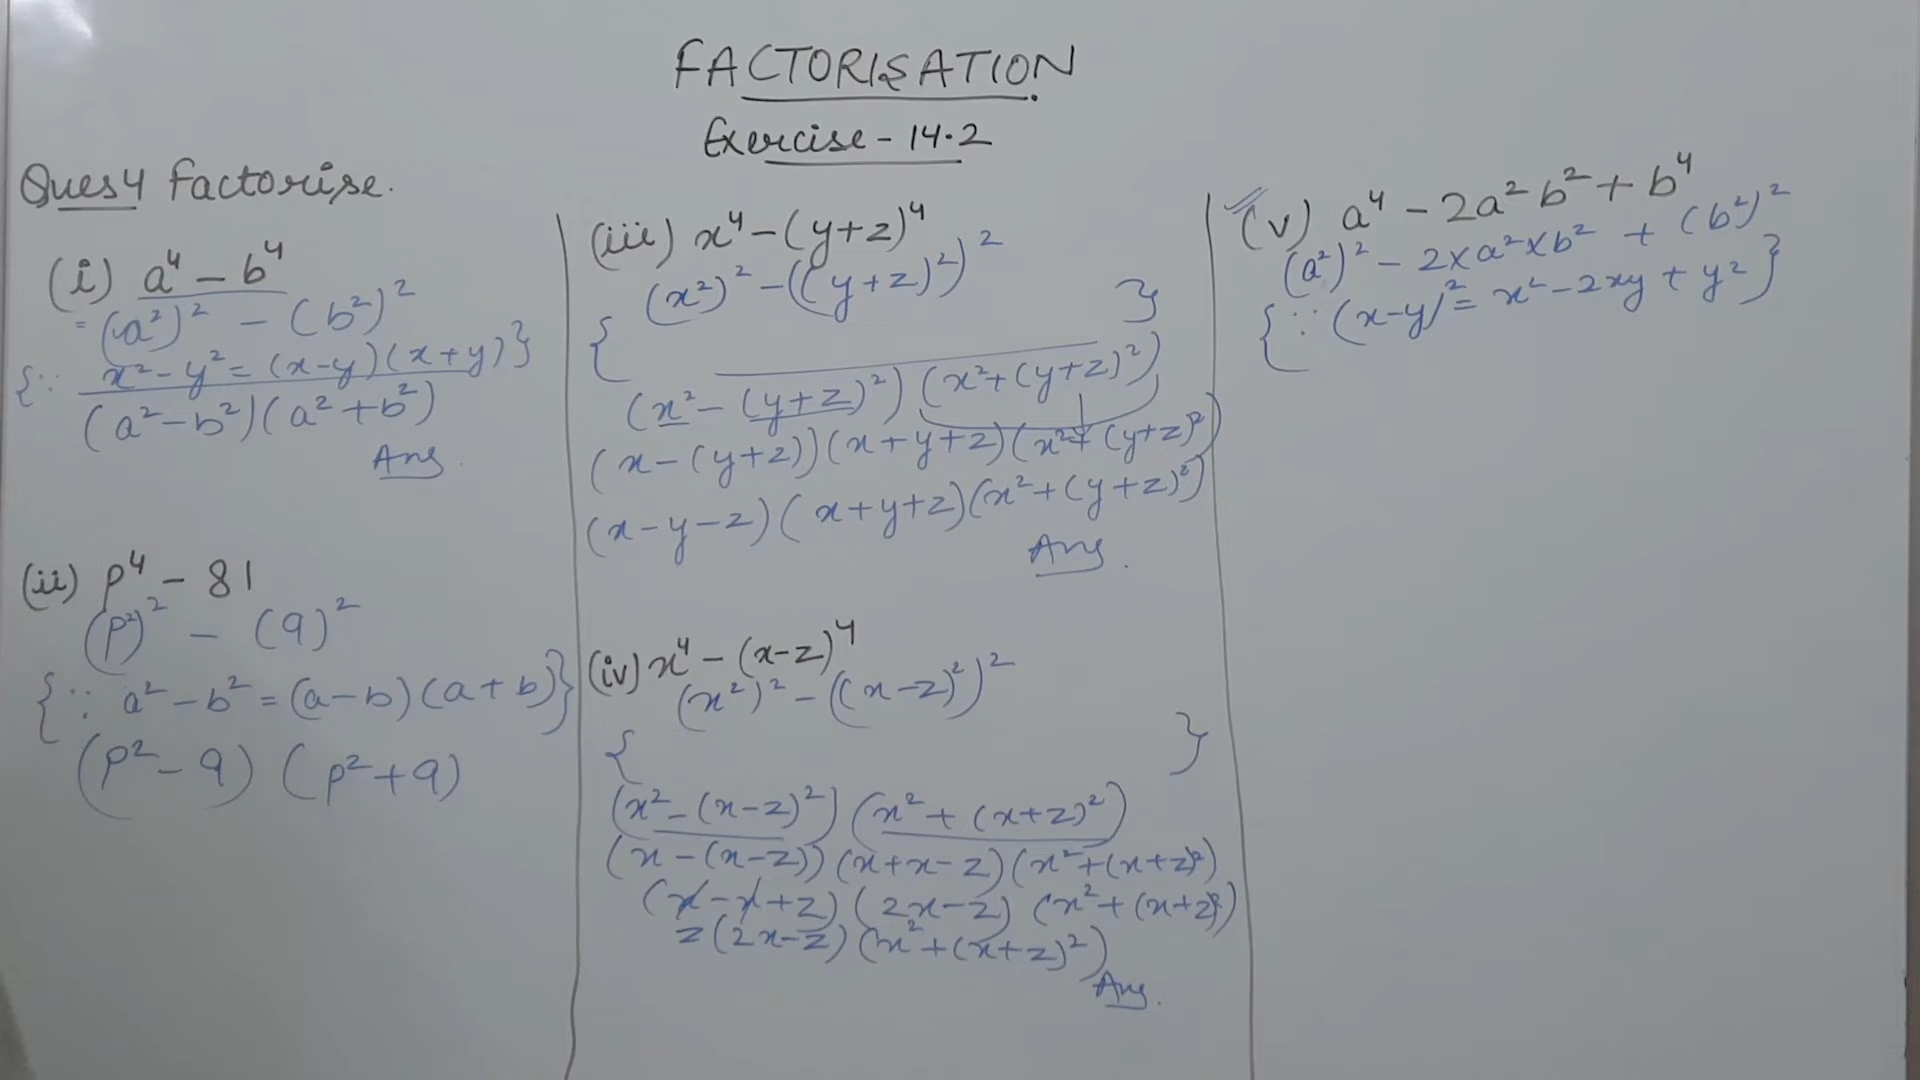 FACTORISATION
Exercise - 14.2
Ques 4 factorise.
(i) a⁴ - b⁴
= (a²)² - (b²)²
{∵ x² - y² = (x-y)(x+y)}
(a² - b²)(a² + b²)
Ans
(ii) p⁴ - 81
(p²)² - (9)²
{∵ a² - b² = (a-b)(a+b)}
(p² - 9) (p² + 9)
(iii) x⁴ - (y+z)⁴
(x²)² - ((y+z)²)²
{ }
(x² - (y+z)²) (x² + (y+z)²)
(x - (y+z)) (x+y+z) (x² + (y+z)²)
(x-y-z) (x+y+z) (x² + (y+z)²)
Ans.
(iv) x⁴ - (x-z)⁴
(x²)² - ((x-z)²)²
{ }
(x² - (x-z)²) (x² + (x+z)²)
(x - (x-z)) (x+x-z) (x² + (x+z)²)
(x - x + z) (2x-z) (x² + (x+z)²)
z (2x-z) (x² + (x+z)²)
Ans.
(v) a⁴ - 2a²b² + b⁴
(a²)² - 2×a²×b² + (b²)²
{∵ (x-y)² = x² - 2xy + y²}